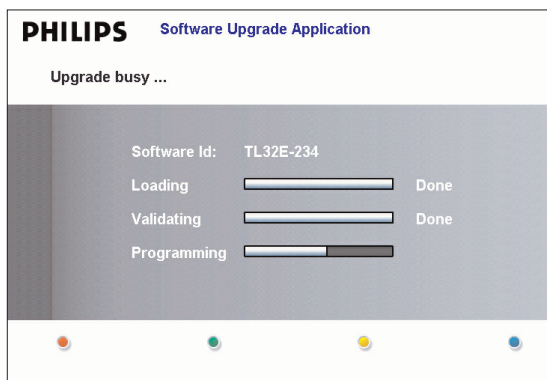 PHILIPS Software Upgrade Application
Upgrade busy ...
Software Id: TL32E-234
Loading Done
Validating Done
Programming